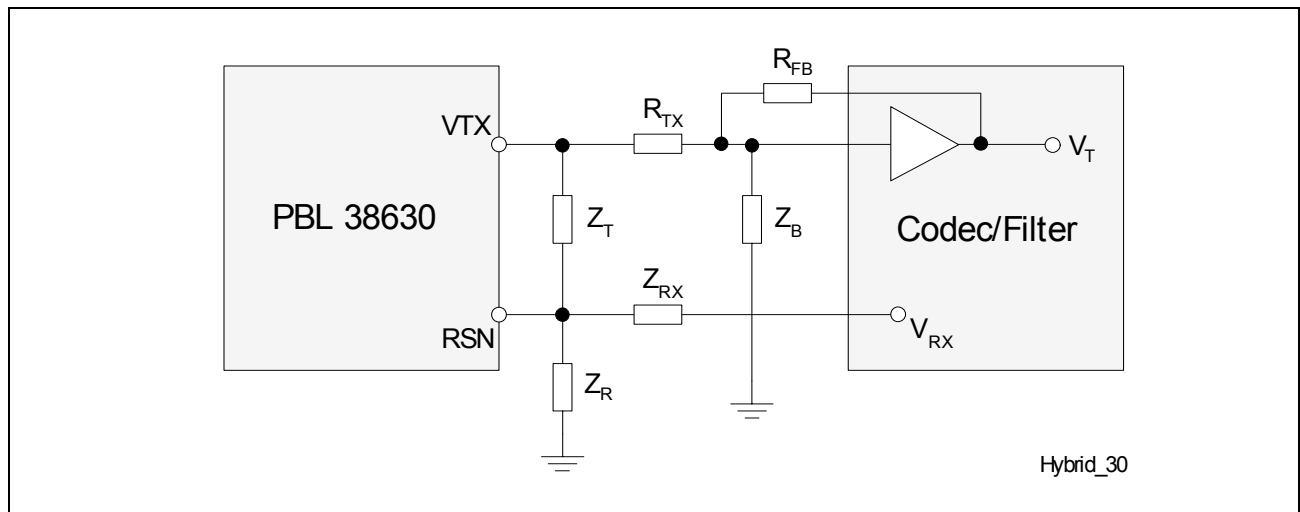 R_FB
R_TX
VTX
V_T
PBL 38630
Z_T
Z_B
Codec/Filter
Z_RX
RSN
V_RX
Z_R
Hybrid_30